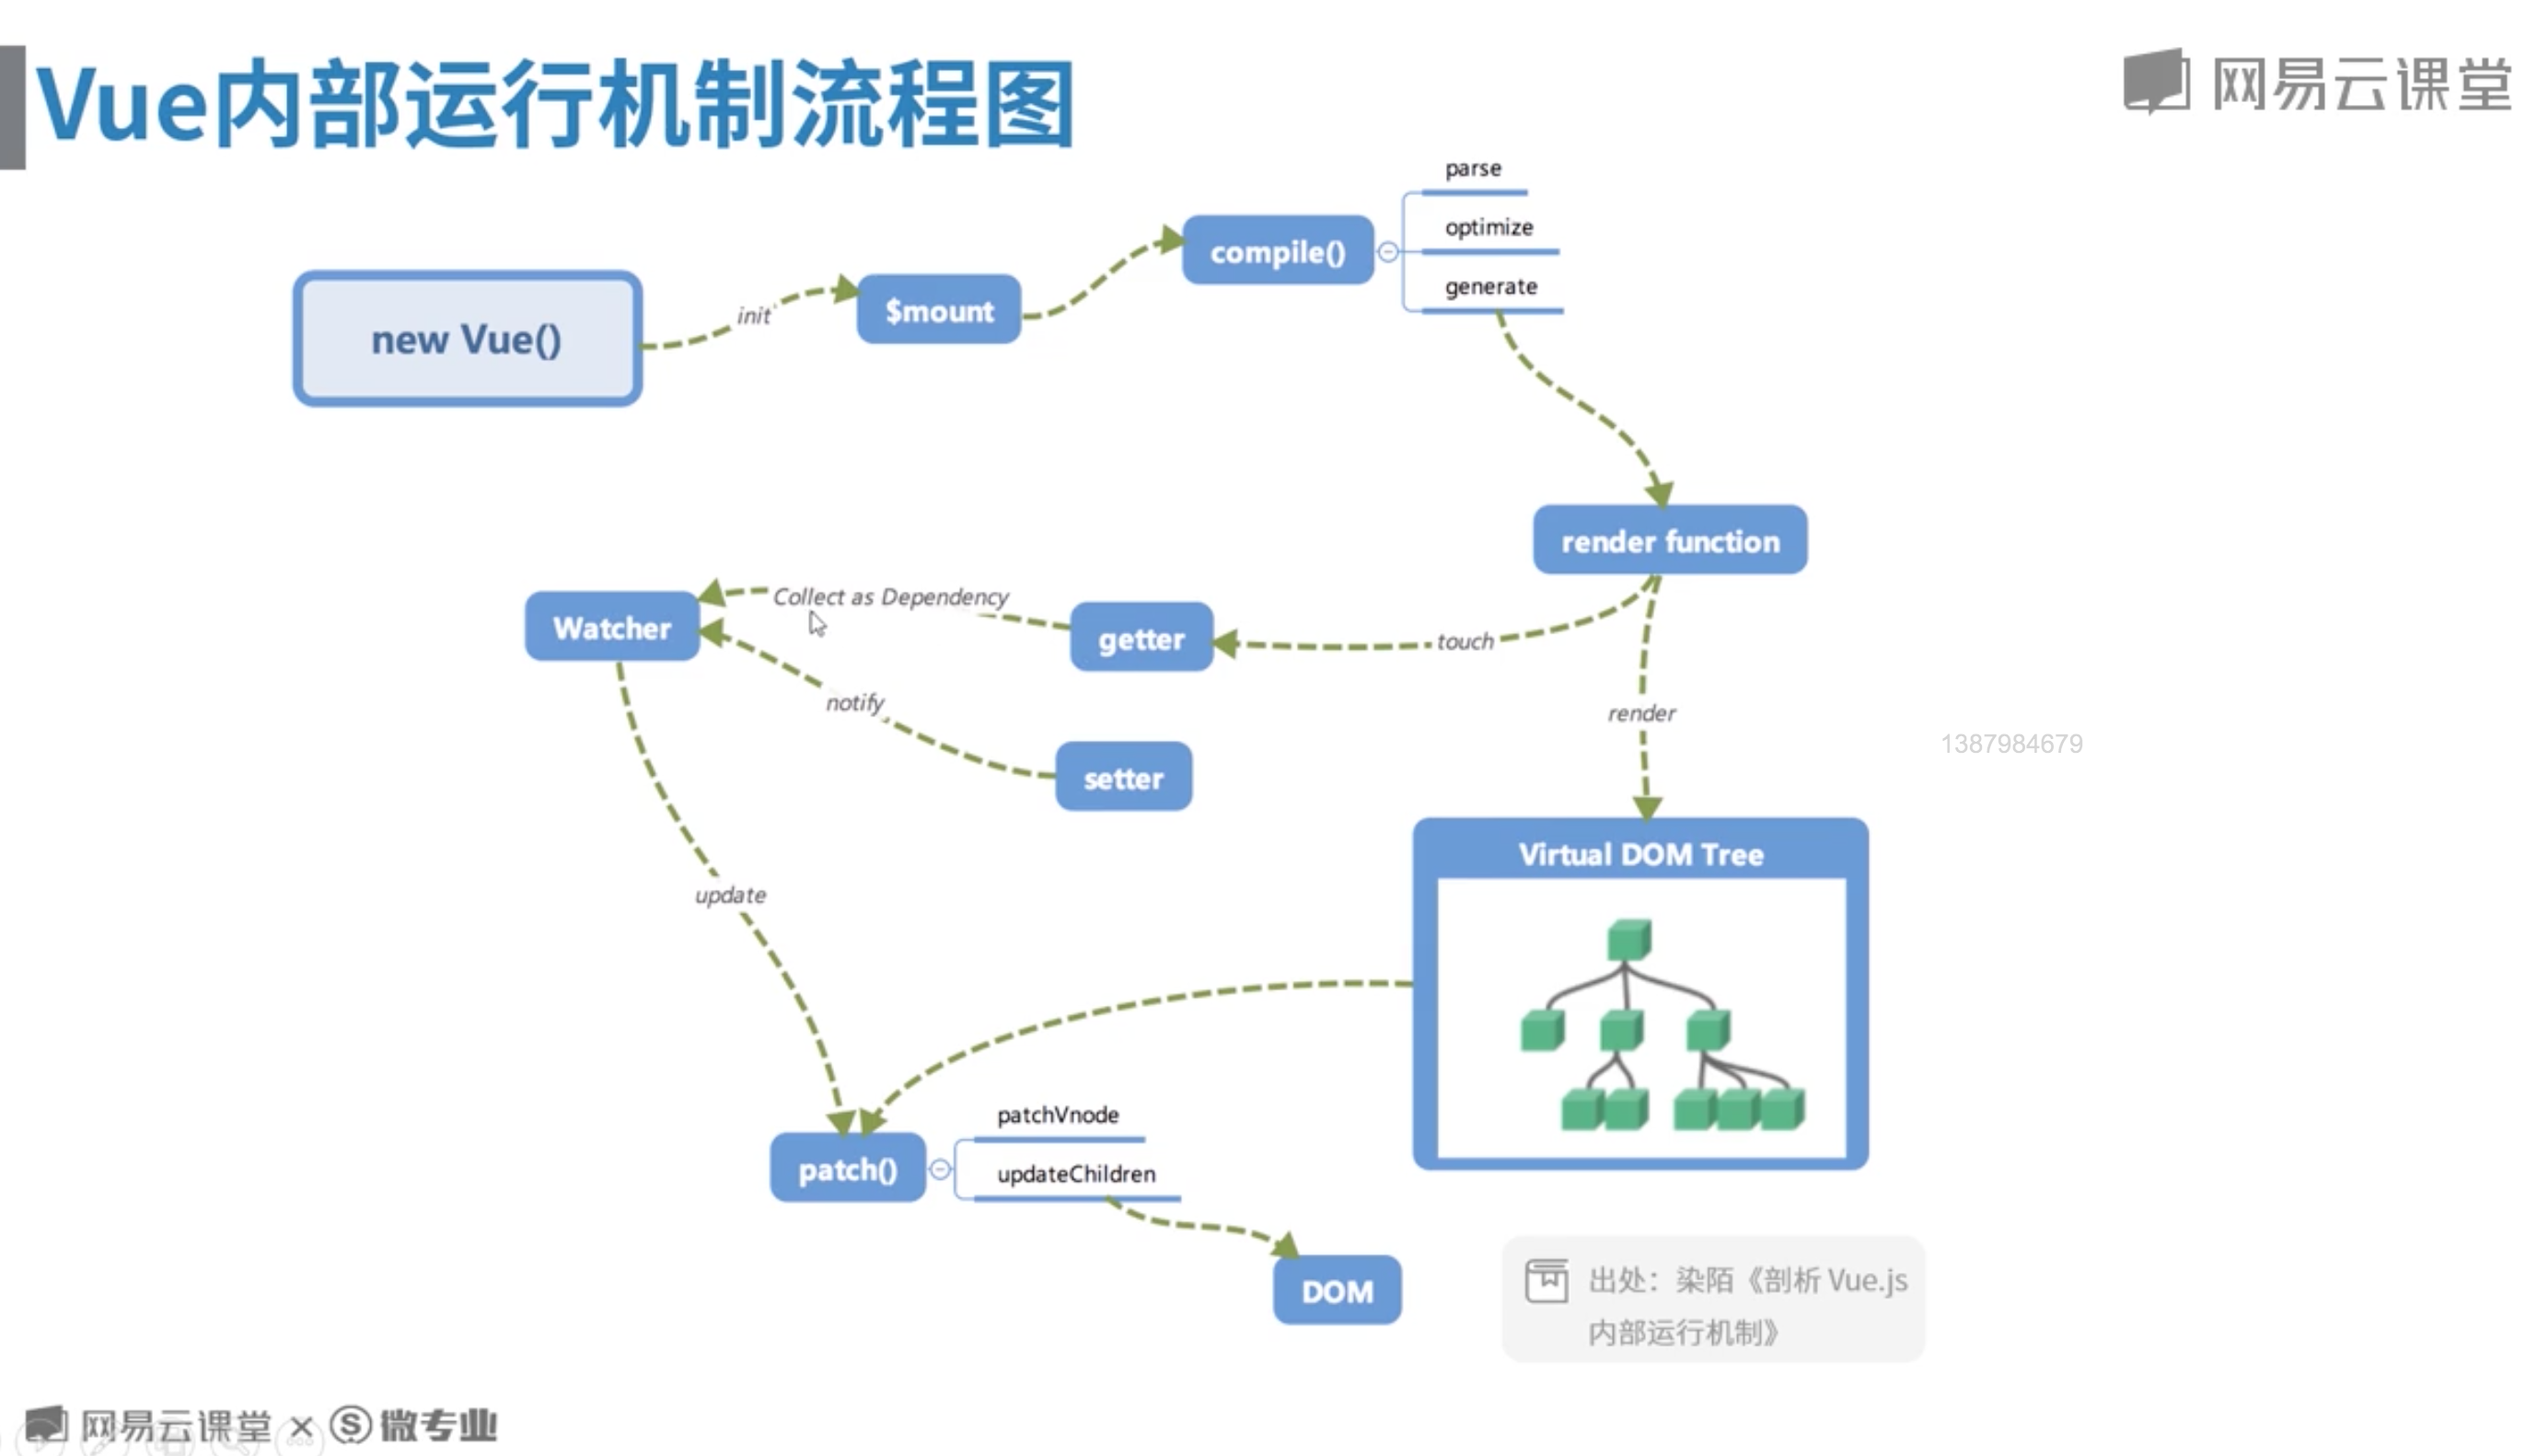 Vue内部运行机制流程图
网易云课堂
parse
optimize
compile()
generate
$mount
init
new Vue()
render function
Collect as Dependency
Watcher
getter
touch
notify
render
setter
1387984679
Virtual DOM Tree
update
patchVnode
patch()
updateChildren
DOM
出处：染陌《剖析 Vue.js
内部运行机制》
网易云课堂 × Ⓢ 微专业